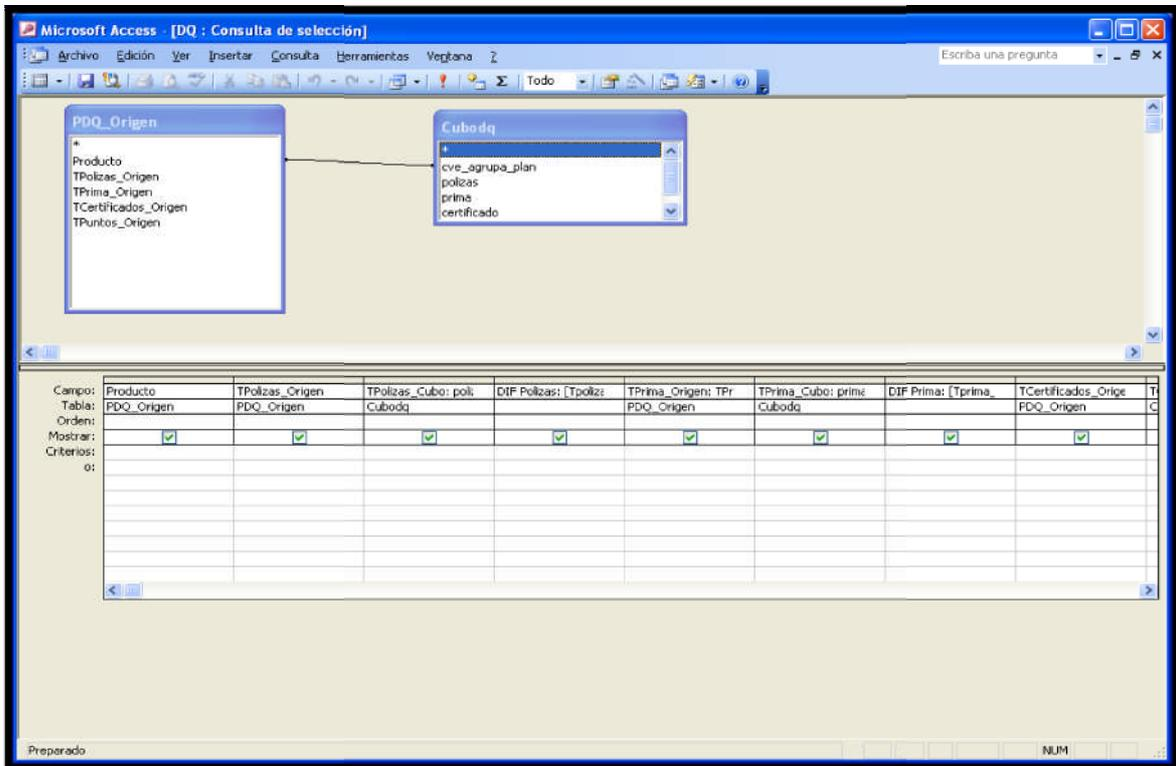 Microsoft Access - [DQ : Consulta de selección]
Archivo Edición Ver Insertar Consulta Herramientas Ventana ?
Escriba una pregunta
Todo
PDQ_Origen
*
Producto
TPolizas_Origen
TPrima_Origen
TCertificados_Origen
TPuntos_Origen
Cubodq
*
cve_agrupa_plan
polizas
prima
certificado
Campo: Producto TPolizas_Origen TPolizas_Cubo: poli: DIF Polizas: [Tpoliza TPrima_Origen: TPr TPrima_Cubo: prima DIF Prima: [Tprima_ TCertificados_Orige
Tabla: PDQ_Origen PDQ_Origen Cubodq PDQ_Origen Cubodq PDQ_Origen
Orden:
Mostrar:
Criterios:
o:
Preparado NUM